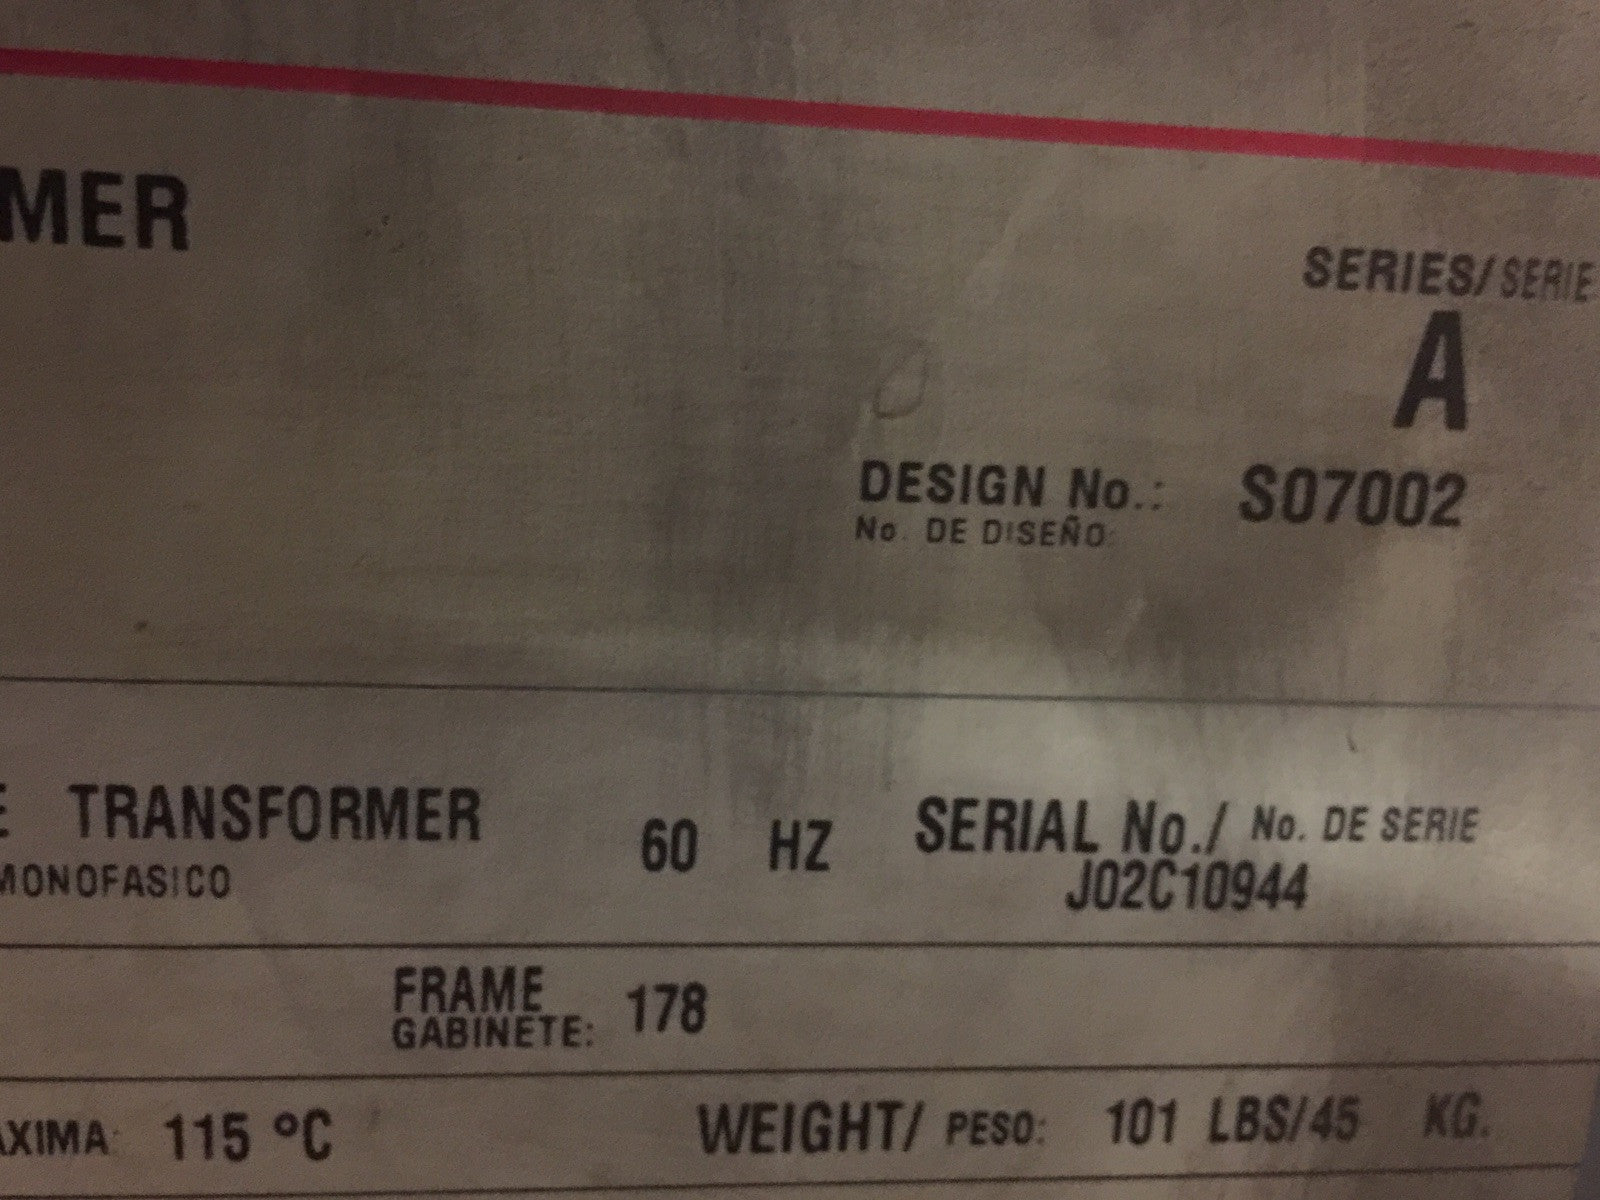 MER
SERIES/SERIE
A
DESIGN No.: S07002
No. DE DISEÑO:
E TRANSFORMER 60 HZ SERIAL No./ No. DE SERIE
MONOFASICO J02C10944
FRAME 178
GABINETE:
AXIMA: 115 °C WEIGHT/ PESO: 101 LBS/45 KG.